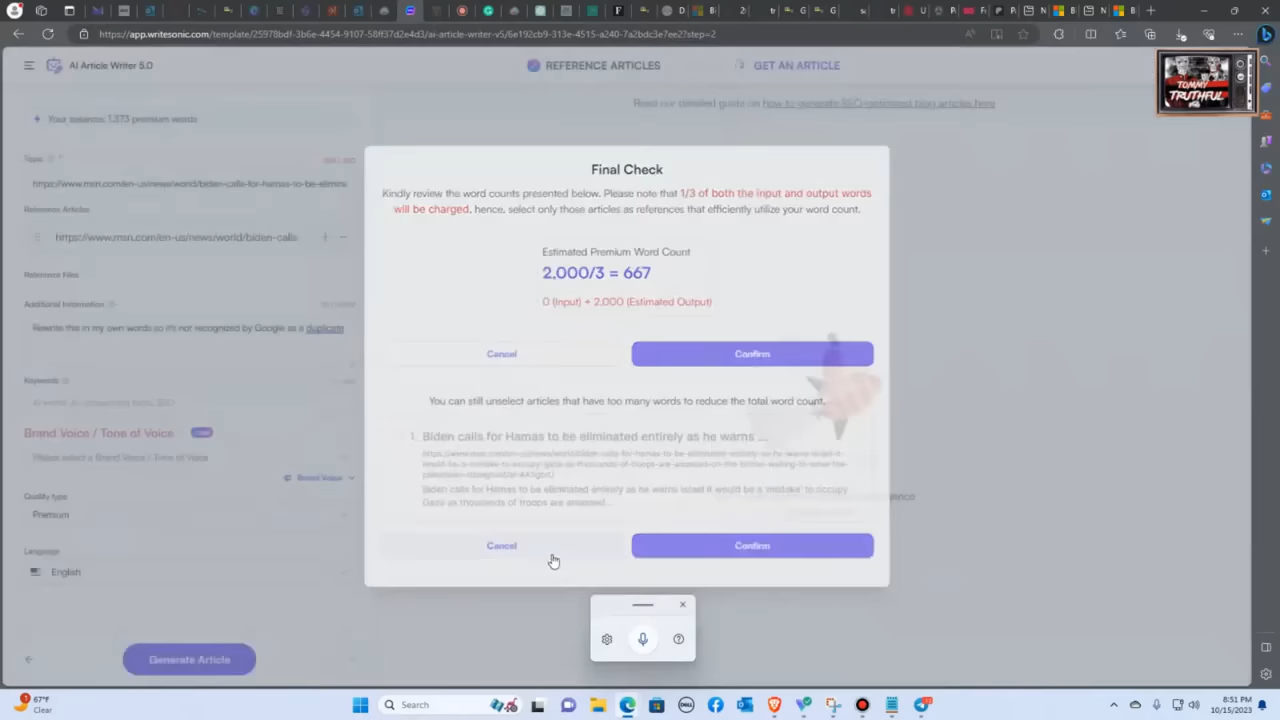 https://app.writesonic.com/template/25978bdf-3b6e-4454-9107-58ff37d2e4d3/ai-article-writer-v5/6e192cb9-313e-4515-a240-7a2bdc3e7ee2?step=2
AI Article Writer 5.0
REFERENCE ARTICLES
GET AN ARTICLE
TOMMY
TRUTHFUL
Read our detailed guide on how to generate SEO-optimized blog articles here
Your balance: 1,373 premium words
Final Check
Kindly review the word counts presented below. Please note that 1/3 of both the input and output words
will be charged, hence, select only those articles as references that efficiently utilize your word count.
Topic
https://www.msn.com/en-us/news/world/biden-calls-for-hamas-to-be-elimin
Reference Articles
https://www.msn.com/en-us/news/world/biden-calls
Estimated Premium Word Count
2,000/3 = 667
0 (Input) + 2,000 (Estimated Output)
Reference Files
Additional Information
Rewrite this in my own words so it's not recognized by Google as a duplicate
Cancel
Confirm
Keywords
You can still unselect articles that have too many words to reduce the total word count.
Brand Voice / Tone of Voice
Please select a Brand Voice / Tone of Voice
Brand Voice
1. Biden calls for Hamas to be eliminated entirely as he warns ...
Biden calls for Hamas to be eliminated entirely as he warns Israel it would be a 'mistake' to occupy
Gaza as thousands of troops are amassed...
Quality type
Premium
Cancel
Confirm
Language
English
Generate Article
67°F
Clear
Search
8:51 PM
10/15/2023